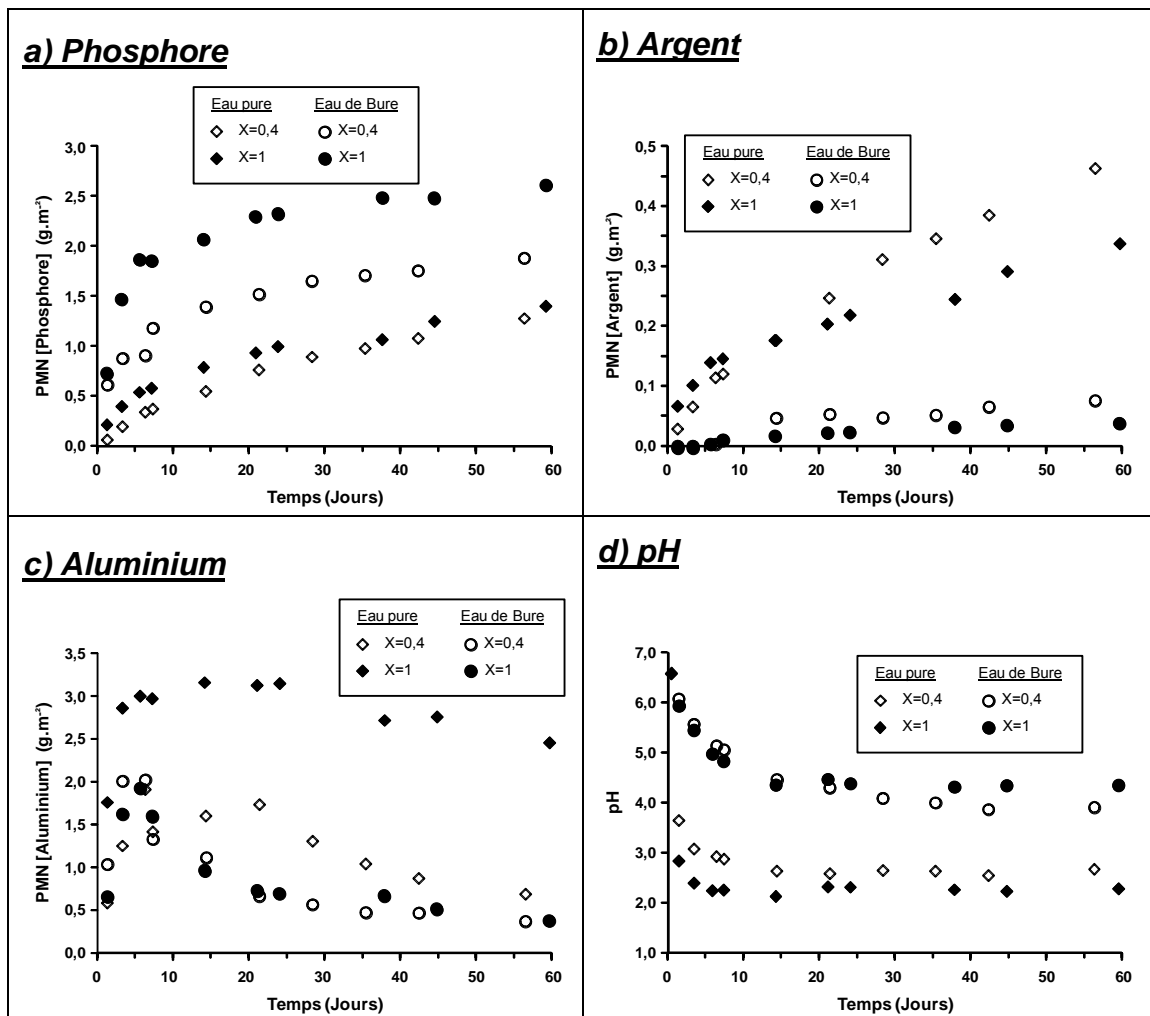 a) Phosphore
Eau pure Eau de Bure
X=0,4 X=0,4
X=1 X=1
3,0
2,5
2,0
1,5
1,0
0,5
0,0
PMN [Phosphore] (g.m⁻²)
0 10 20 30 40 50 60
Temps (Jours)
b) Argent
Eau pure Eau de Bure
X=0,4 X=0,4
X=1 X=1
0,5
0,4
0,3
0,2
0,1
0,0
PMN [Argent] (g.m⁻²)
0 10 20 30 40 50 60
Temps (Jours)
c) Aluminium
Eau pure Eau de Bure
X=0,4 X=0,4
X=1 X=1
3,5
3,0
2,5
2,0
1,5
1,0
0,5
0,0
PMN [Aluminium] (g.m⁻²)
0 10 20 30 40 50 60
Temps (Jours)
d) pH
Eau pure Eau de Bure
X=0,4 X=0,4
X=1 X=1
7,0
6,0
5,0
4,0
3,0
2,0
1,0
pH
0 10 20 30 40 50 60
Temps (Jours)